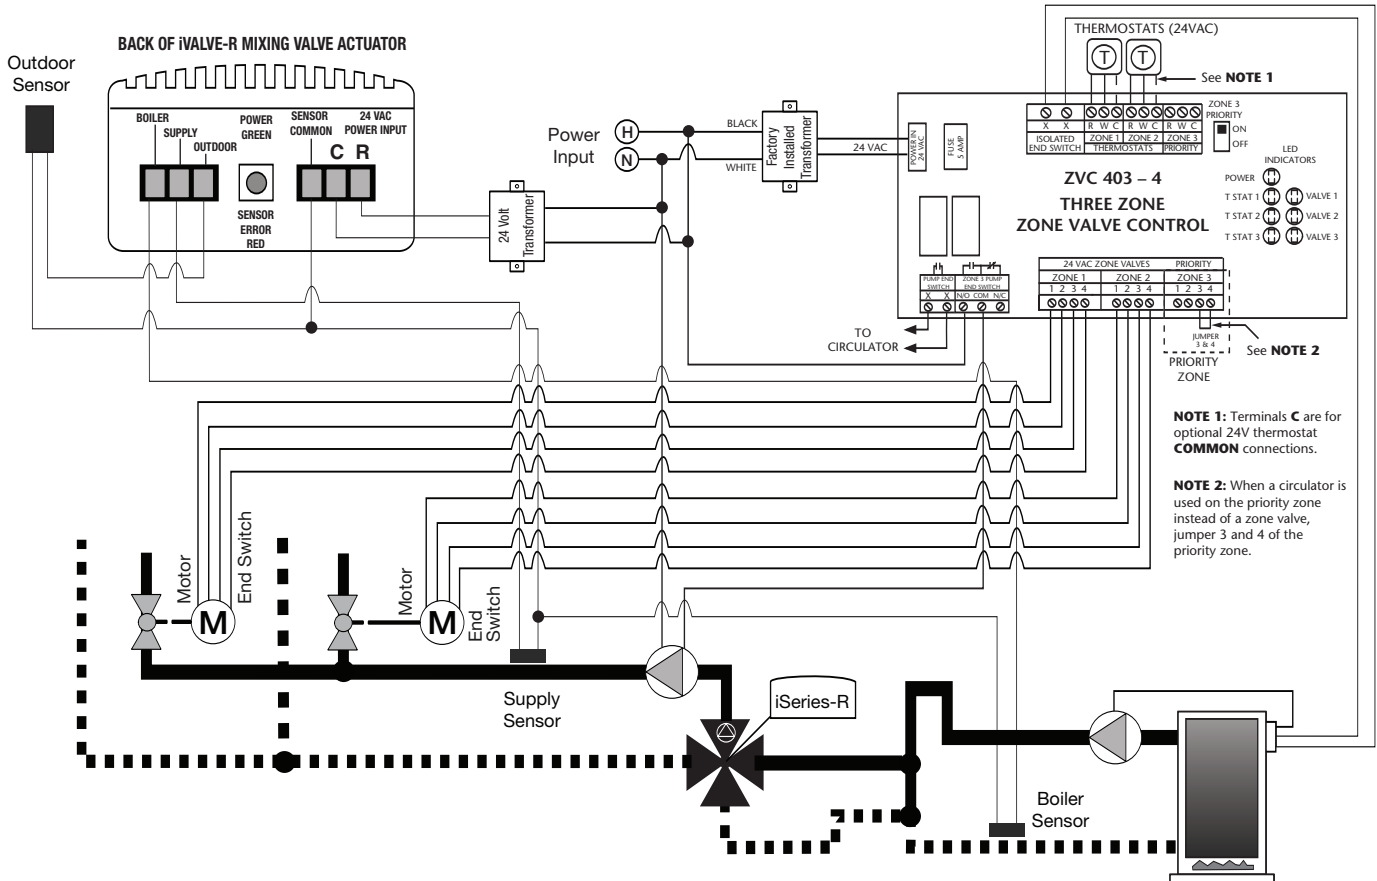 THERMOSTATS (24VAC)
BACK OF iVALVE-R MIXING VALVE ACTUATOR
Outdoor
Sensor
T T
See NOTE 1
BOILER
SUPPLY
OUTDOOR
POWER
GREEN
SENSOR
COMMON
24 VAC
POWER INPUT
C R
SENSOR
ERROR
RED
Power
Input
H
N
BLACK
WHITE
Factory
Installed
Transformer
24 VAC
24 Volt
Transformer
POWER IN
24 VAC
FUSE
5 AMP
X X R W C R W C R W C
ISOLATED
END SWITCH
ZONE 1 ZONE 2 ZONE 3
THERMOSTATS PRIORITY
ZONE 3
PRIORITY
ON
OFF
LED
INDICATORS
POWER
T STAT 1 VALVE 1
T STAT 2 VALVE 2
T STAT 3 VALVE 3
ZVC 403 – 4
THREE ZONE
ZONE VALVE CONTROL
24 VAC ZONE VALVES PRIORITY
ZONE 1 ZONE 2 ZONE 3
1 2 3 4 1 2 3 4 1 2 3 4
PUMP END
SWITCH
ZONE 3 PUMP
END SWITCH
X X N/O COM N/C
TO
CIRCULATOR
JUMPER
3 & 4
See NOTE 2
PRIORITY
ZONE
NOTE 1: Terminals C are for
optional 24V thermostat
COMMON connections.
NOTE 2: When a circulator is
used on the priority zone
instead of a zone valve,
jumper 3 and 4 of the
priority zone.
Motor
End Switch
M
Motor
End
Switch
M
Supply
Sensor
iSeries-R
Boiler
Sensor